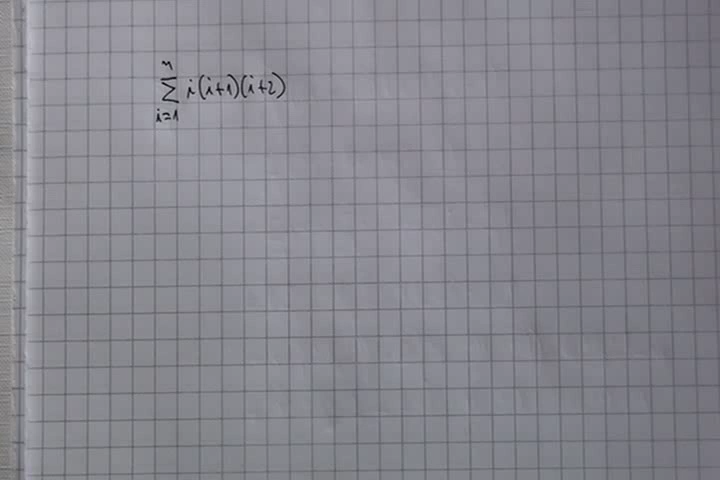 n
∑ i(i+1)(i+2)
i=1